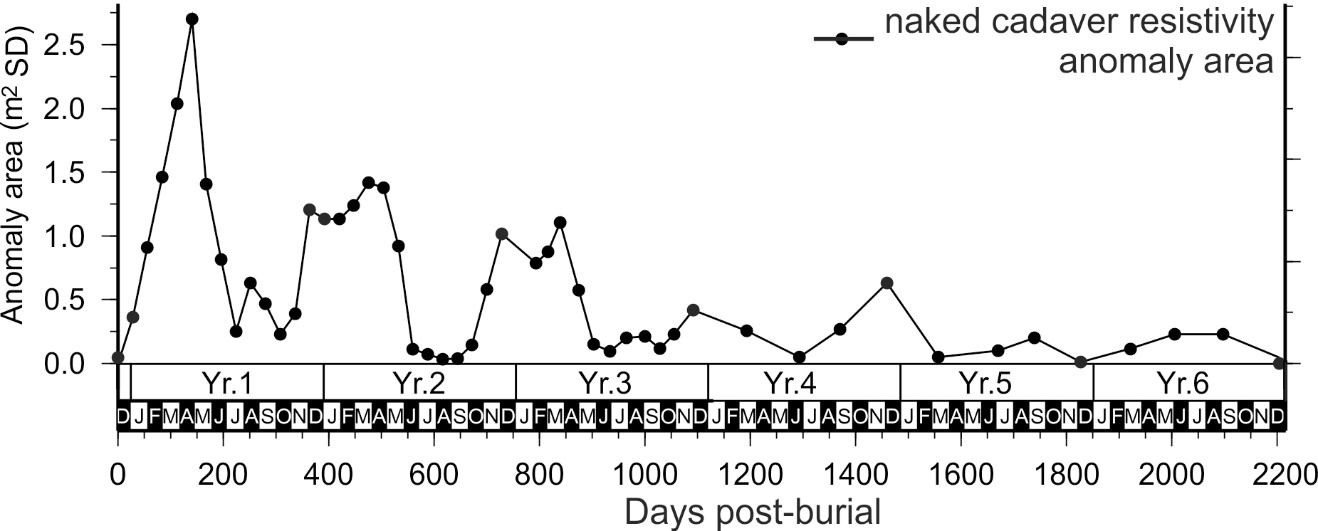 naked cadaver resistivity
anomaly area
Anomaly area (m² SD)
2.5
2.0
1.5
1.0
0.5
0.0
Yr.1 Yr.2 Yr.3 Yr.4 Yr.5 Yr.6
D J F M A M J J A S O N D J F M A M J J A S O N D J F M A M J J A S O N D J F M A M J J A S O N D J F M A M J J A S O N D J F M A M J J A S O N D
0 200 400 600 800 1000 1200 1400 1600 1800 2000 2200
Days post-burial